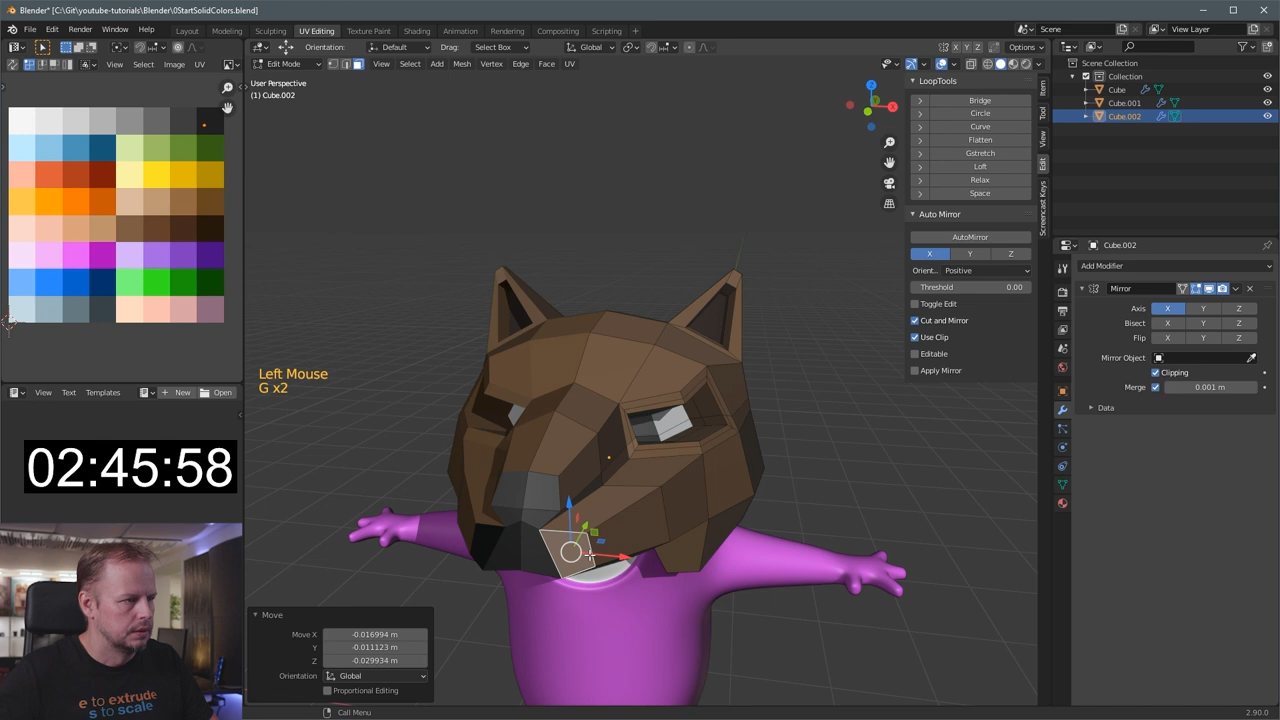 Blender* [C:\Git\youtube-tutorials\Blender\0StartSolidColors.blend]
File Edit Render Window Help Layout Modeling Sculpting UV Editing Texture Paint Shading Animation Rendering Compositing Scripting +
Scene View Layer
Orientation: Default Drag: Select Box Global X Y Z Options
View Select Image UV
Edit Mode View Select Add Mesh Vertex Edge Face UV
User Perspective
(1) Cube.002
Scene Collection
Collection
Cube
Cube.001
Cube.002
LoopTools
Bridge
Circle
Curve
Flatten
Gstretch
Loft
Relax
Space
Auto Mirror
AutoMirror
X Y Z
Orient.. Positive
Threshold 0.00
Toggle Edit
Cut and Mirror
Use Clip
Editable
Apply Mirror
Item
Tool
View
Edit
Screencast Keys
Cube.002
Add Modifier
Mirror
Axis X Y Z
Bisect X Y Z
Flip X Y Z
Mirror Object
Clipping
Merge 0.001 m
Data
Left Mouse
G x2
View Text Templates + New Open
02:45:58
e to extrude
s to scale
Move
Move X -0.016994 m
Y -0.011123 m
Z -0.029934 m
Orientation Global
Proportional Editing
Call Menu
2.90.0